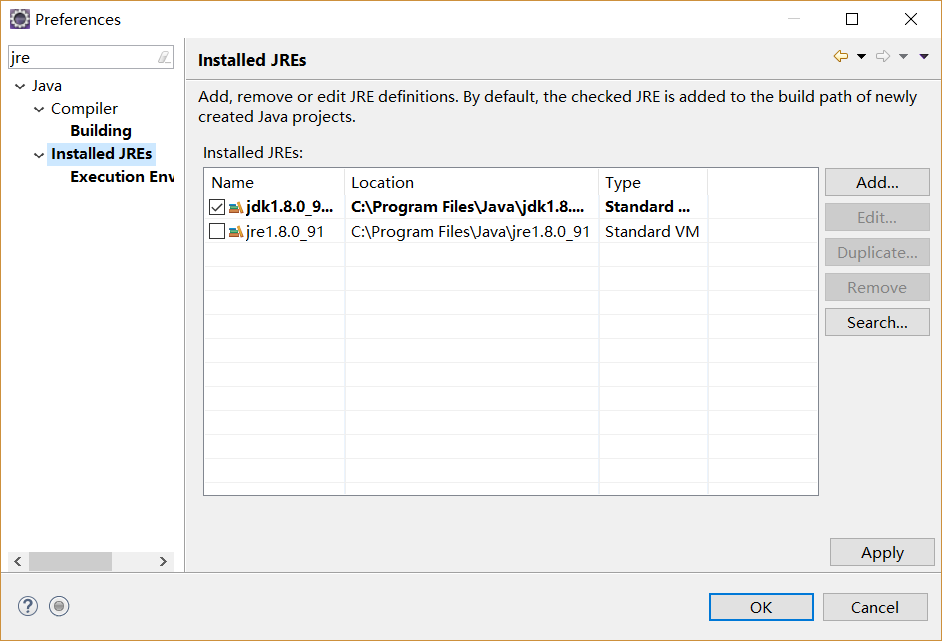 Preferences
jre
Java
Compiler
Building
Installed JREs
Execution Env
Installed JREs
Add, remove or edit JRE definitions. By default, the checked JRE is added to the build path of newly
created Java projects.
Installed JREs:
Name Location Type
jdk1.8.0_9... C:\Program Files\Java\jdk1.8.... Standard ...
jre1.8.0_91 C:\Program Files\Java\jre1.8.0_91 Standard VM
Add...
Edit...
Duplicate...
Remove
Search...
Apply
?
OK Cancel